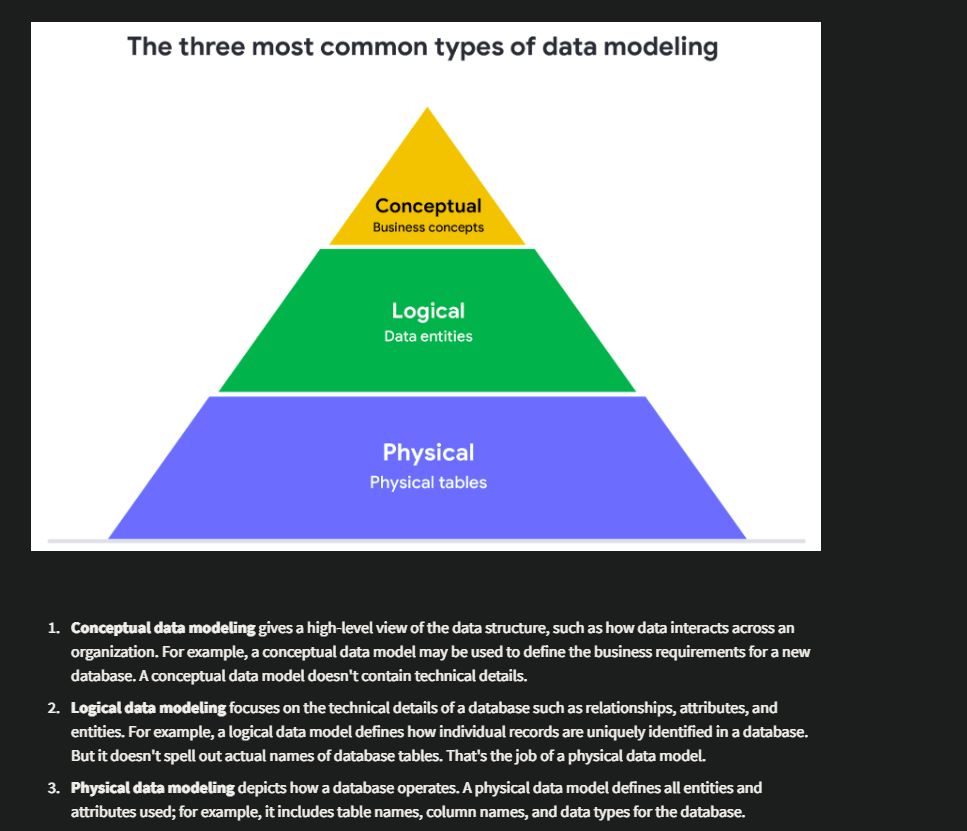 The three most common types of data modeling
Conceptual
Business concepts
Logical
Data entities
Physical
Physical tables
1. Conceptual data modeling gives a high-level view of the data structure, such as how data interacts across an
organization. For example, a conceptual data model may be used to define the business requirements for a new
database. A conceptual data model doesn't contain technical details.
2. Logical data modeling focuses on the technical details of a database such as relationships, attributes, and
entities. For example, a logical data model defines how individual records are uniquely identified in a database.
But it doesn't spell out actual names of database tables. That's the job of a physical data model.
3. Physical data modeling depicts how a database operates. A physical data model defines all entities and
attributes used; for example, it includes table names, column names, and data types for the database.